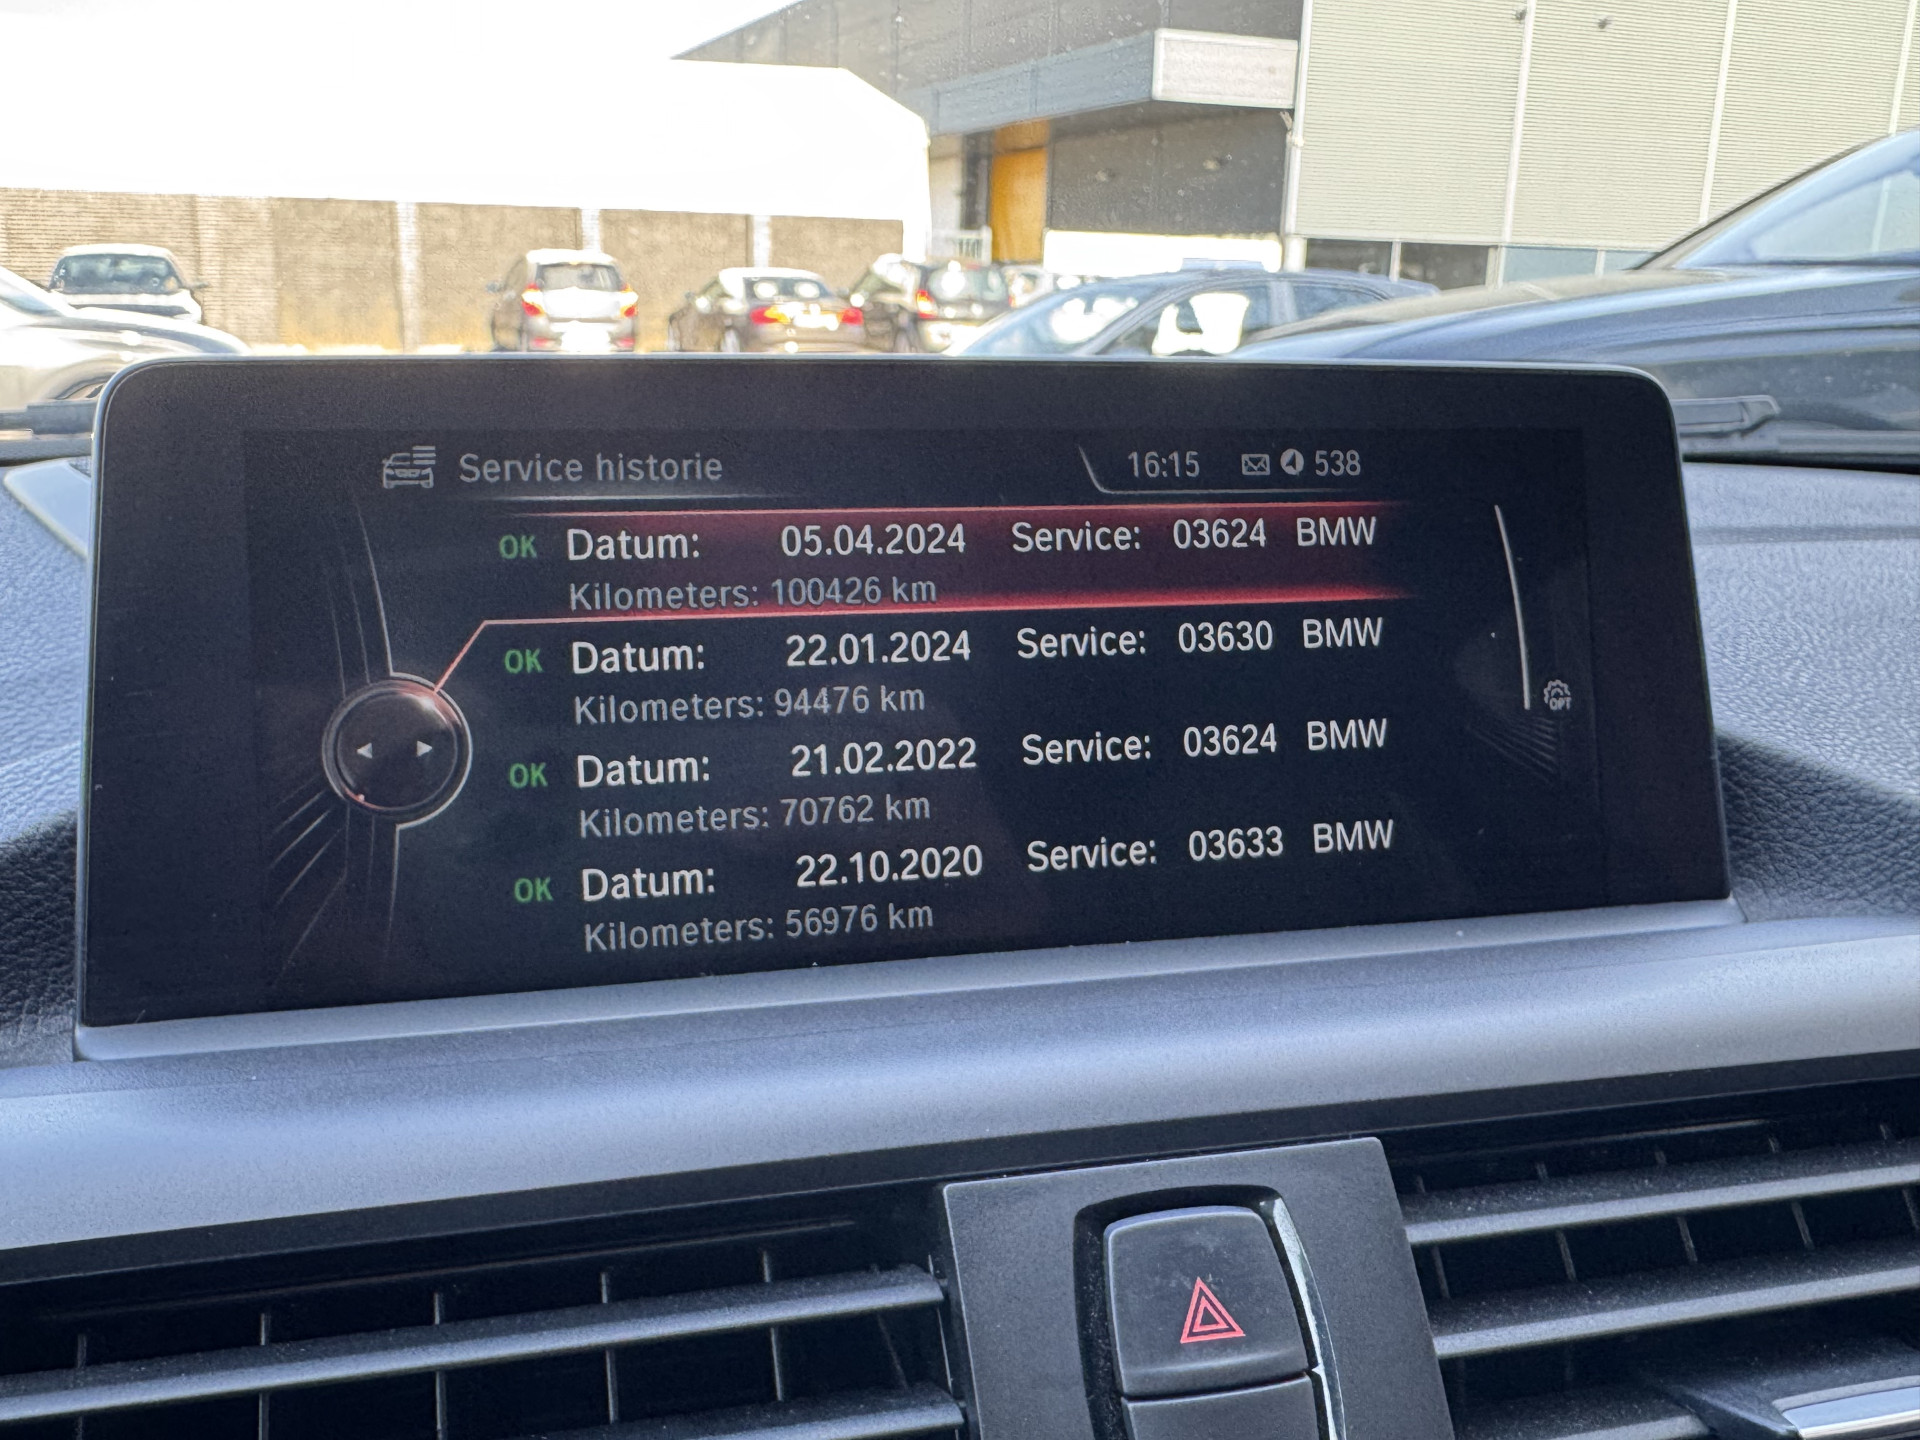 Service historie 16:15 538
OK Datum: 05.04.2024 Service: 03624 BMW
Kilometers: 100426 km
OK Datum: 22.01.2024 Service: 03630 BMW
Kilometers: 94476 km
OK Datum: 21.02.2022 Service: 03624 BMW
Kilometers: 70762 km
OPT
OK Datum: 22.10.2020 Service: 03633 BMW
Kilometers: 56976 km